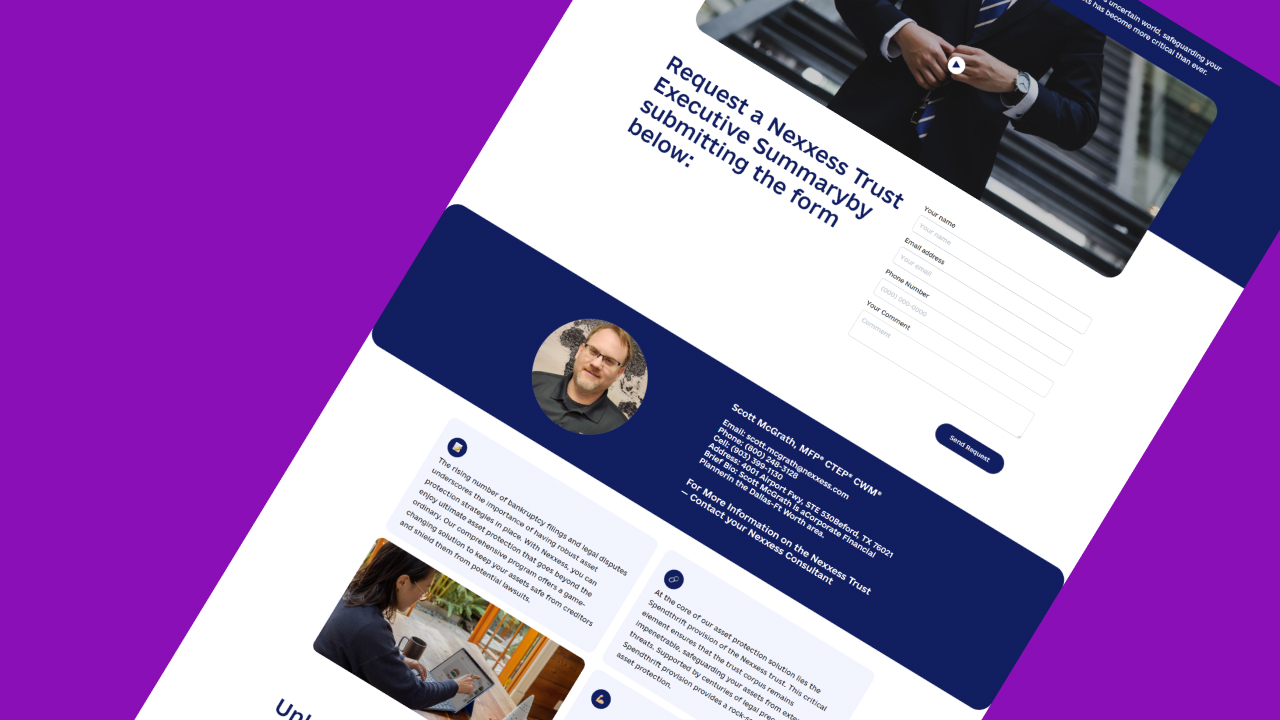 uncertain world, safeguarding your
has become more critical than ever.
Request a Nexxess Trust
Executive Summaryby
submitting the form
below:
Your name
Your name
Email address
Your email
Phone Number
(000) 000-0000
Your Comment
Comment
Send Request
Scott McGrath, MFP® CTEP® CWM®
Email: scott.mcgrath@nexxess.com
Phone: (800) 248-3128
Cell: (903) 399-1130
Address: 4001 Airport Fwy, STE 530Beford, TX 76021
Brief Bio: Scott McGrath is aCorporate Financial
Plannerin the Dallas-Ft Worth area.
For More Information on the Nexxess Trust
— Contact your Nexxess Consultant
The rising number of bankruptcy filings and legal disputes
underscores the importance of having robust asset
protection strategies in place. With Nexxess, you can
enjoy ultimate asset protection that goes beyond the
ordinary. Our comprehensive program offers a game-
changing solution to keep your assets safe from creditors
and shield them from potential lawsuits.
At the core of our asset protection solution lies the
Spendthrift provision of the Nexxess trust. This critical
element ensures that the trust corpus remains
impenetrable, safeguarding your assets from
threats. Supported by centuries of legal
Spendthrift provision provides a
asset protection.